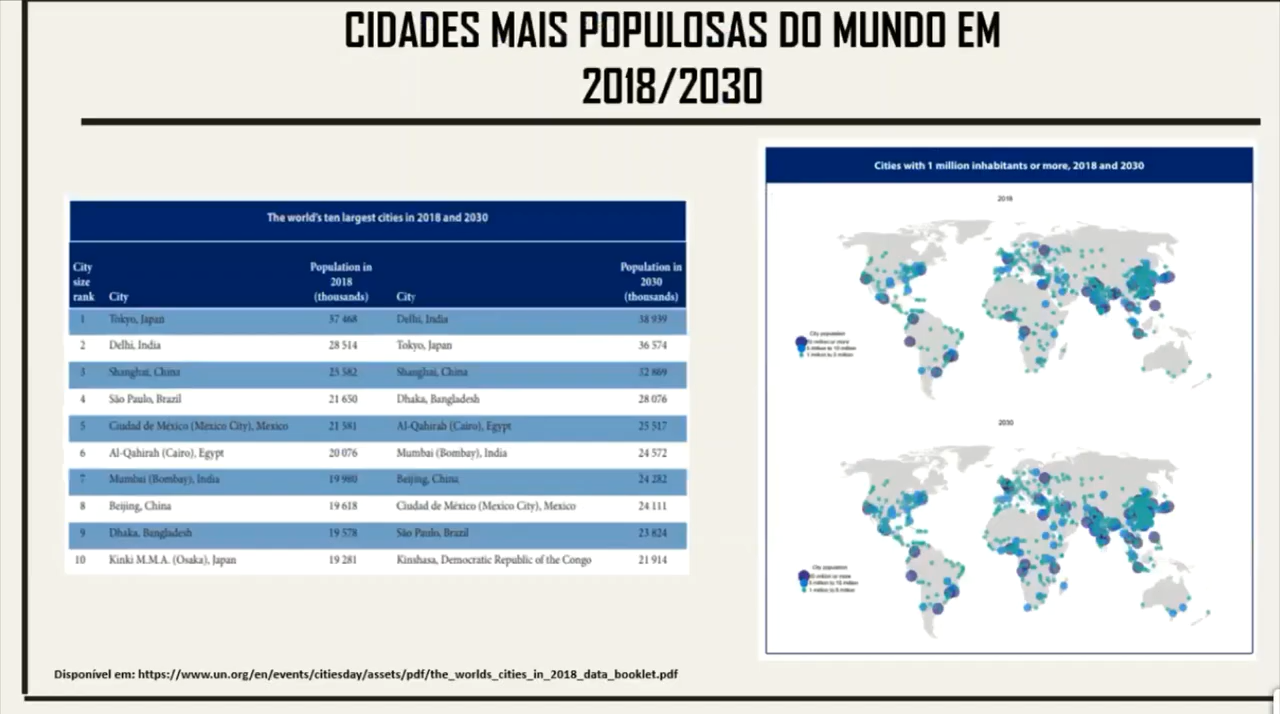 CIDADES MAIS POPULOSAS DO MUNDO EM
2018/2030
The world's ten largest cities in 2018 and 2030
City size rank City Population in 2018 (thousands) City Population in 2030 (thousands)
1 Tokyo, Japan 37 468 Delhi, India 38 939
2 Delhi, India 28 514 Tokyo, Japan 36 574
3 Shanghai, China 25 582 Shanghai, China 32 869
4 São Paulo, Brazil 21 650 Dhaka, Bangladesh 28 076
5 Ciudad de México (Mexico City), Mexico 21 581 Al-Qahirah (Cairo), Egypt 25 517
6 Al-Qahirah (Cairo), Egypt 20 076 Mumbai (Bombay), India 24 572
7 Mumbai (Bombay), India 19 980 Beijing, China 24 282
8 Beijing, China 19 618 Ciudad de México (Mexico City), Mexico 24 111
9 Dhaka, Bangladesh 19 578 São Paulo, Brazil 23 824
10 Kinki M.M.A. (Osaka), Japan 19 281 Kinshasa, Democratic Republic of the Congo 21 914
Cities with 1 million inhabitants or more, 2018 and 2030
2018
City population
million or more
million to 10 million
1 million to 5 million
2030
City population
million or more
million to 10 million
1 million to 5 million
Disponível em: https://www.un.org/en/events/citiesday/assets/pdf/the_worlds_cities_in_2018_data_booklet.pdf